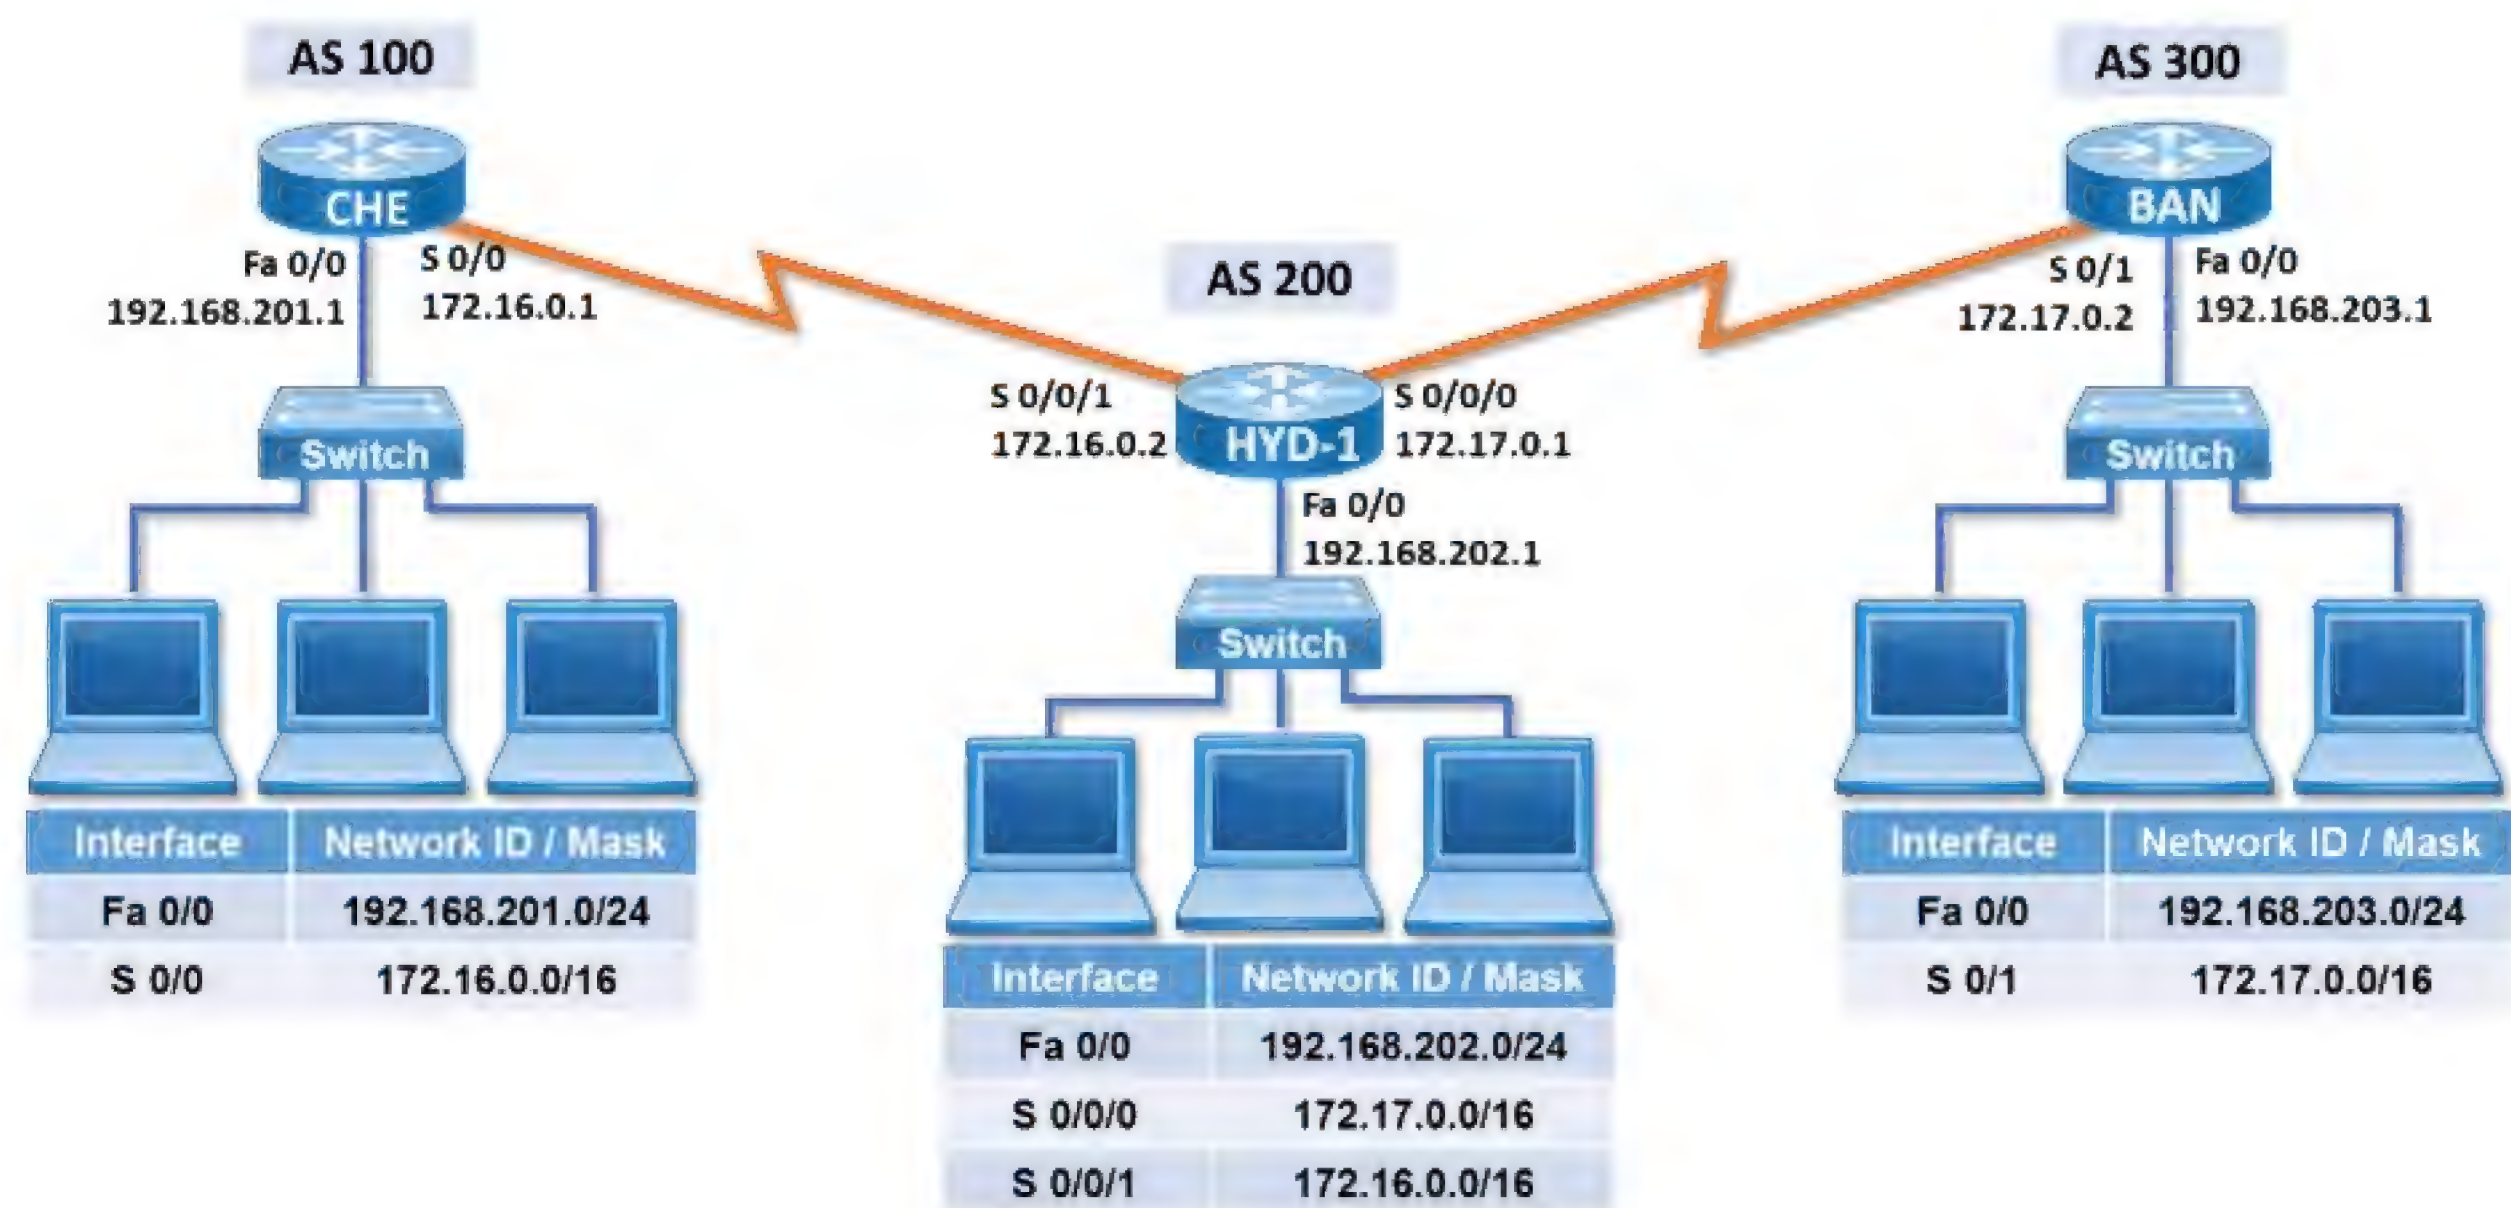 AS 100
CHE
Fa 0/0
192.168.201.1
S 0/0
172.16.0.1
Switch
Interface Network ID / Mask
Fa 0/0 192.168.201.0/24
S 0/0 172.16.0.0/16
AS 200
S 0/0/1
172.16.0.2
HYD-1
S 0/0/0
172.17.0.1
Fa 0/0
192.168.202.1
Switch
Interface Network ID / Mask
Fa 0/0 192.168.202.0/24
S 0/0/0 172.17.0.0/16
S 0/0/1 172.16.0.0/16
AS 300
BAN
S 0/1
172.17.0.2
Fa 0/0
192.168.203.1
Switch
Interface Network ID / Mask
Fa 0/0 192.168.203.0/24
S 0/1 172.17.0.0/16